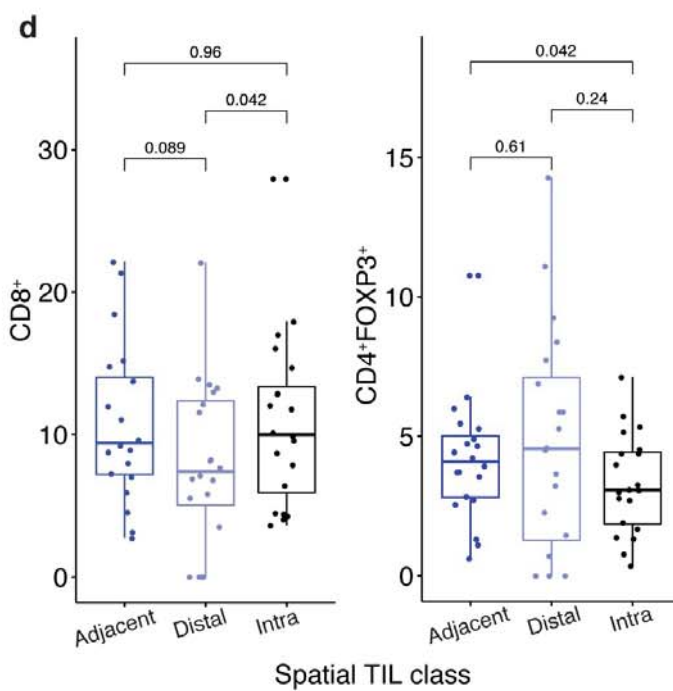 d
0.96
0.042
0.089
30
20
10
0
CD8⁺
Adjacent
Distal
Intra
0.042
0.24
0.61
15
10
5
0
CD4⁺FOXP3⁺
Adjacent
Distal
Intra
Spatial TIL class